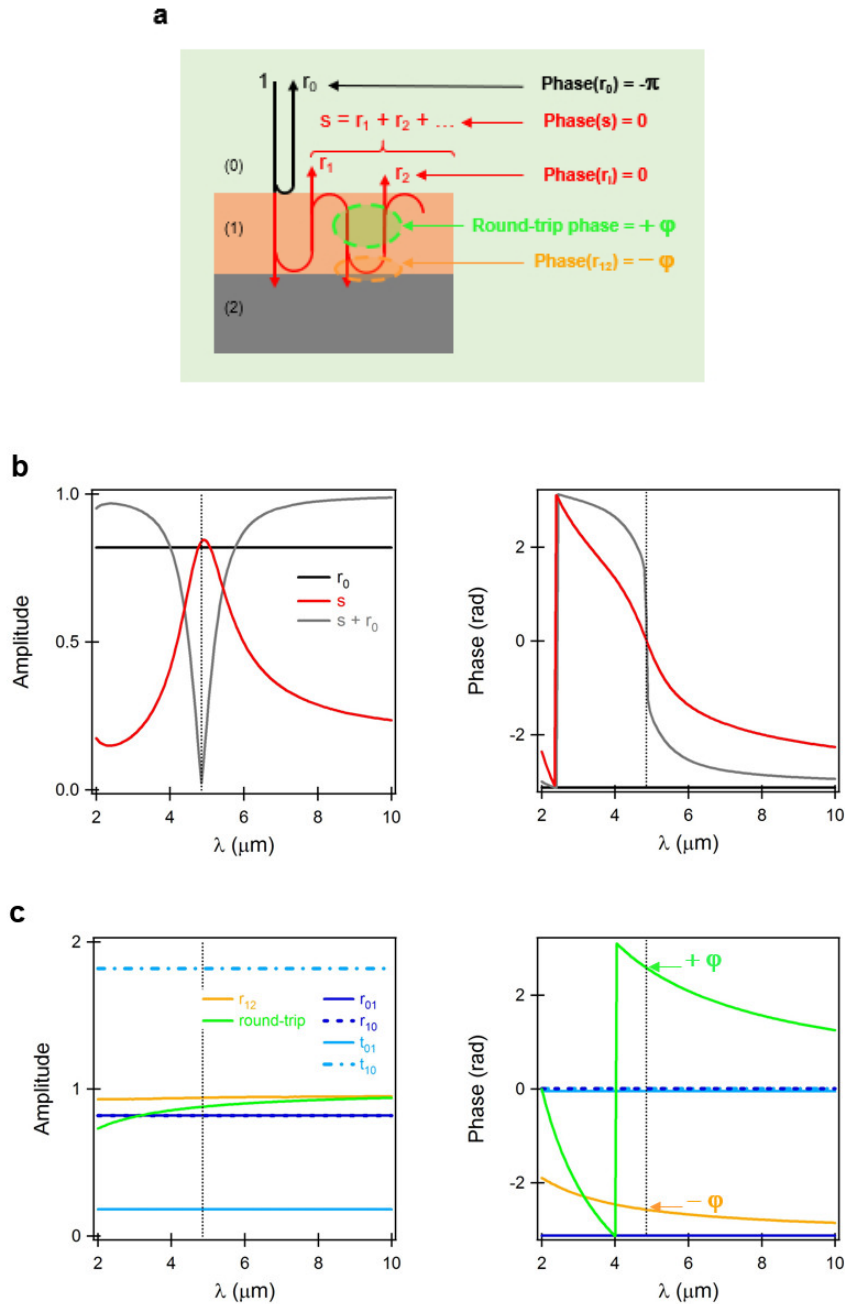 a
1 r₀ Phase(r₀) = -π
s = r₁ + r₂ + ... Phase(s) = 0
(0) r₁ r₂ Phase(rᵢ) = 0
(1) Round-trip phase = + φ
Phase(r₁₂) = − φ
(2)
b
1.0
0.5
0.0
Amplitude
r₀
s
s + r₀
2 4 6 8 10
λ (μm)
2
0
-2
Phase (rad)
2 4 6 8 10
λ (μm)
c
2
1
0
Amplitude
r₁₂ r₀₁
round-trip r₁₀
t₀₁
t₁₀
2 4 6 8 10
λ (μm)
2
0
-2
Phase (rad)
+ φ
− φ
2 4 6 8 10
λ (μm)